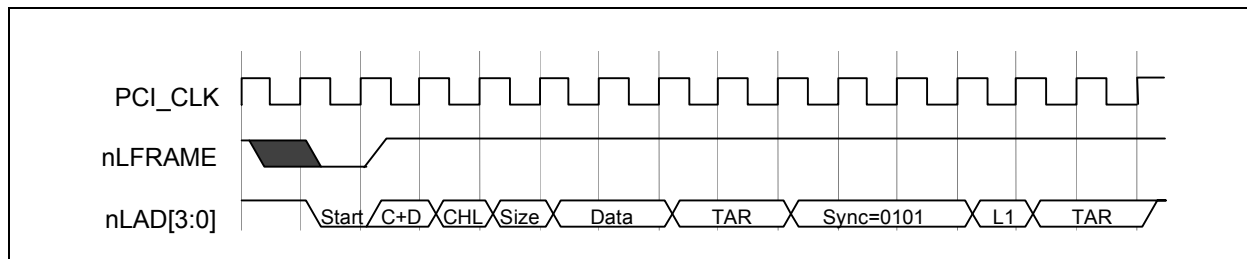 PCI_CLK
nLFRAME
nLAD[3:0] Start C+D CHL Size Data TAR Sync=0101 L1 TAR